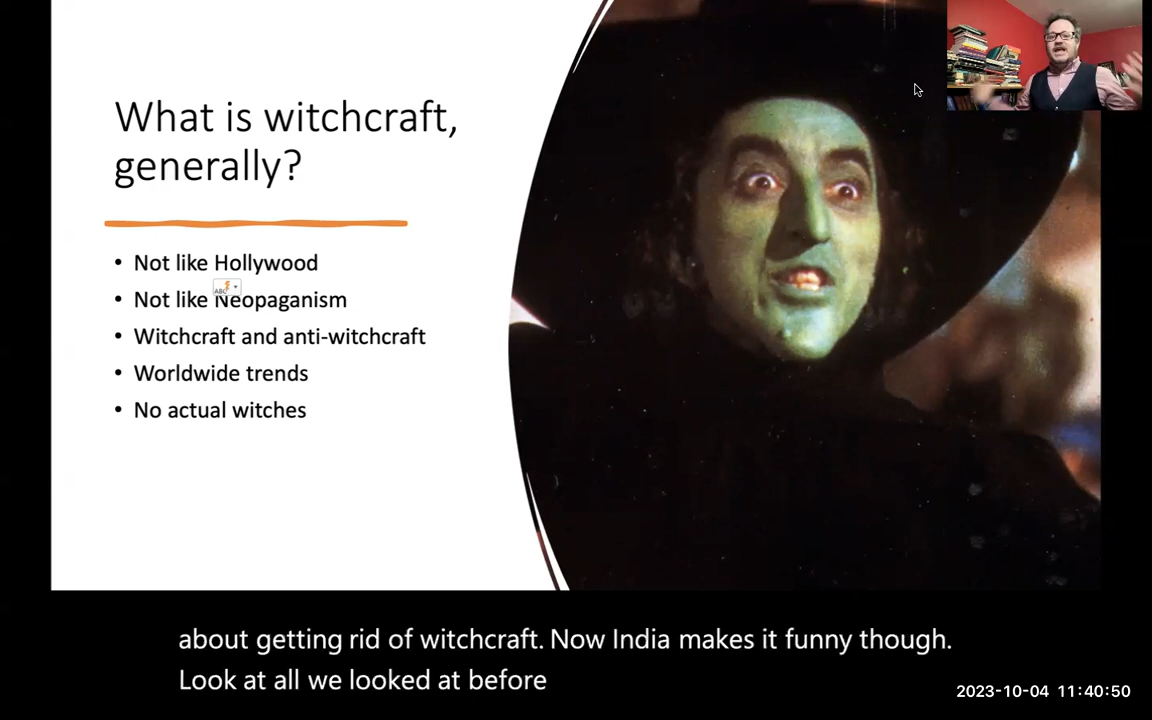 What is witchcraft,
generally?
• Not like Hollywood
• Not like Neopaganism
• Witchcraft and anti-witchcraft
• Worldwide trends
• No actual witches
about getting rid of witchcraft. Now India makes it funny though.
Look at all we looked at before
2023-10-04 11:40:50